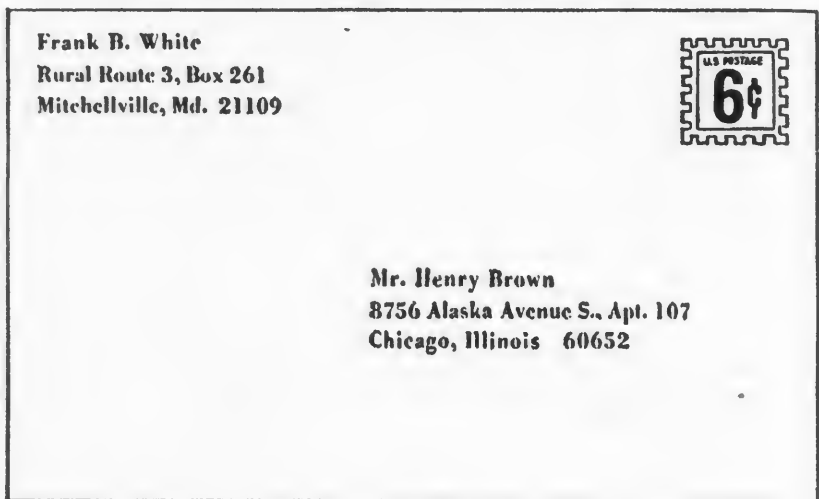 Frank B. White
Rural Route 3, Box 261
Mitchellville, Md. 21109
U.S POSTAGE
6¢
Mr. Henry Brown
8756 Alaska Avenue S., Apt. 107
Chicago, Illinois 60652